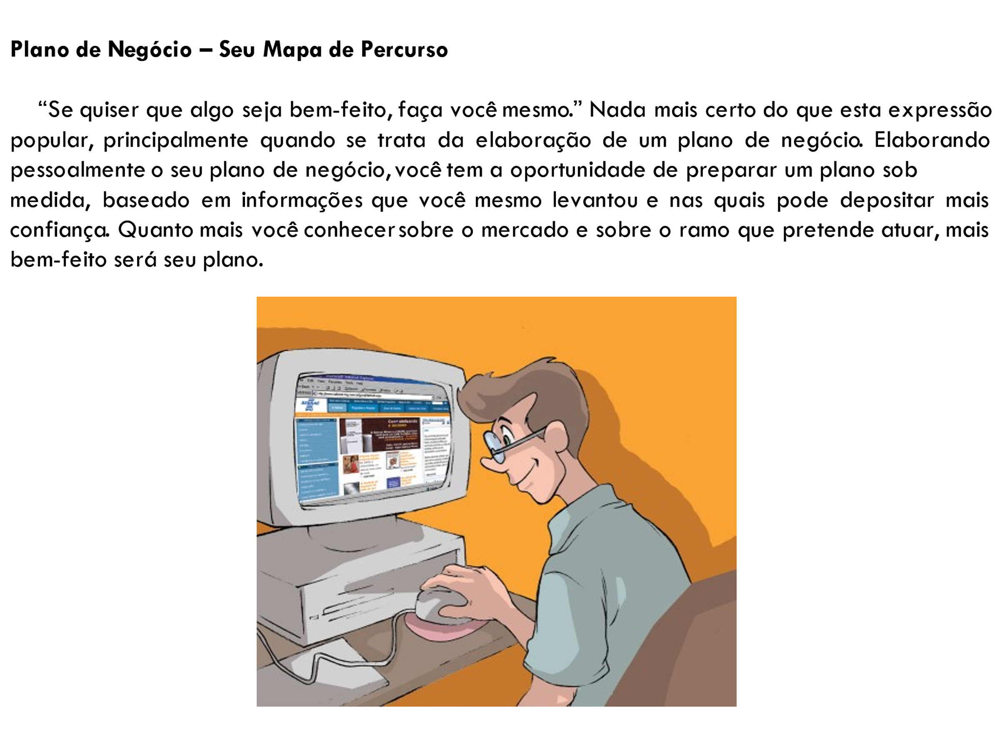 Plano de Negócio – Seu Mapa de Percurso
“Se quiser que algo seja bem-feito, faça você mesmo.” Nada mais certo do que esta expressão
popular, principalmente quando se trata da elaboração de um plano de negócio. Elaborando
pessoalmente o seu plano de negócio, você tem a oportunidade de preparar um plano sob
medida, baseado em informações que você mesmo levantou e nas quais pode depositar mais
confiança. Quanto mais você conhecer sobre o mercado e sobre o ramo que pretende atuar, mais
bem-feito será seu plano.
SEBRAE